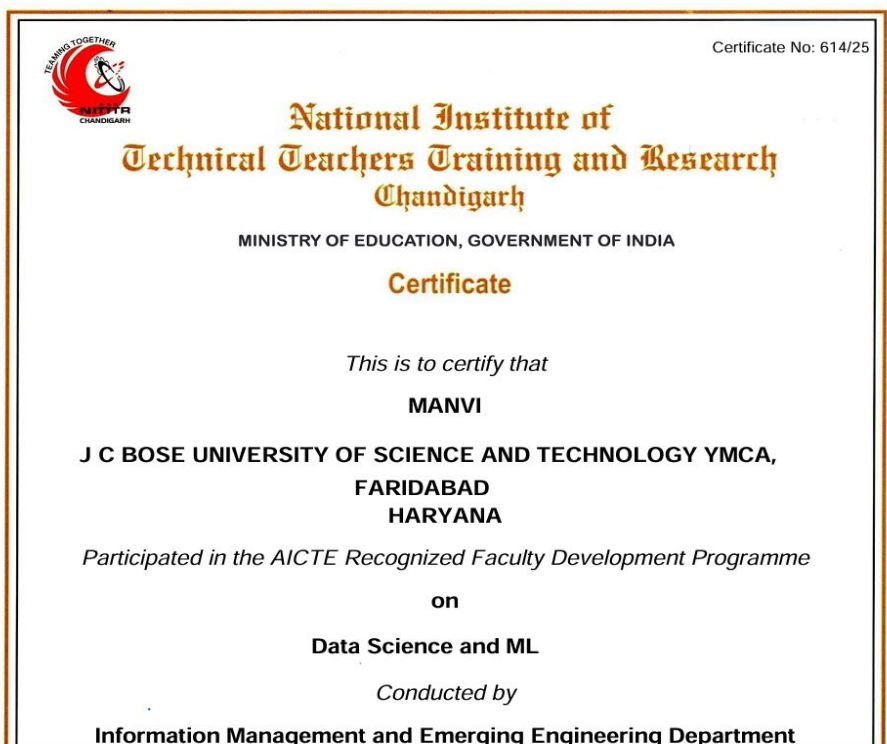 TEAMING TOGETHER
NITTTR
CHANDIGARH
Certificate No: 614/25
National Institute of
Technical Teachers Training and Research
Chandigarh
MINISTRY OF EDUCATION, GOVERNMENT OF INDIA
Certificate
This is to certify that
MANVI
J C BOSE UNIVERSITY OF SCIENCE AND TECHNOLOGY YMCA,
FARIDABAD
HARYANA
Participated in the AICTE Recognized Faculty Development Programme
on
Data Science and ML
Conducted by
Information Management and Emerging Engineering Department